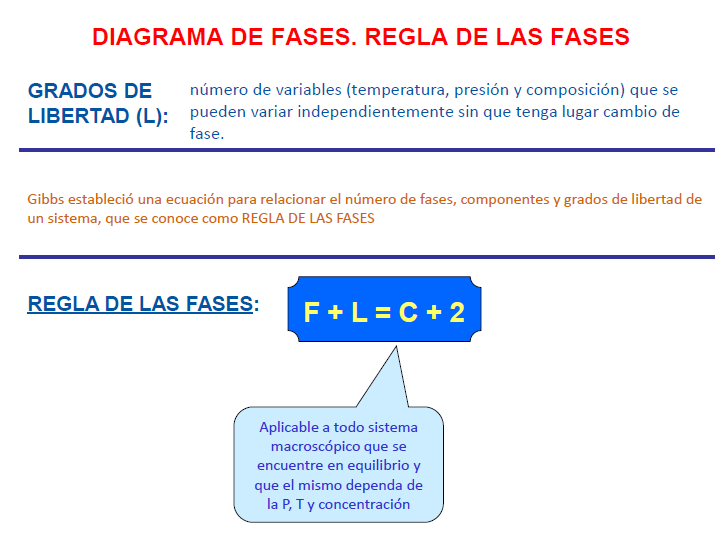 DIAGRAMA DE FASES. REGLA DE LAS FASES
GRADOS DE
LIBERTAD (L):
número de variables (temperatura, presión y composición) que se
pueden variar independientemente sin que tenga lugar cambio de
fase.
Gibbs estableció una ecuación para relacionar el número de fases, componentes y grados de libertad de
un sistema, que se conoce como REGLA DE LAS FASES
REGLA DE LAS FASES:
F + L = C + 2
Aplicable a todo sistema
macroscópico que se
encuentre en equilibrio y
que el mismo dependa de
la P, T y concentración